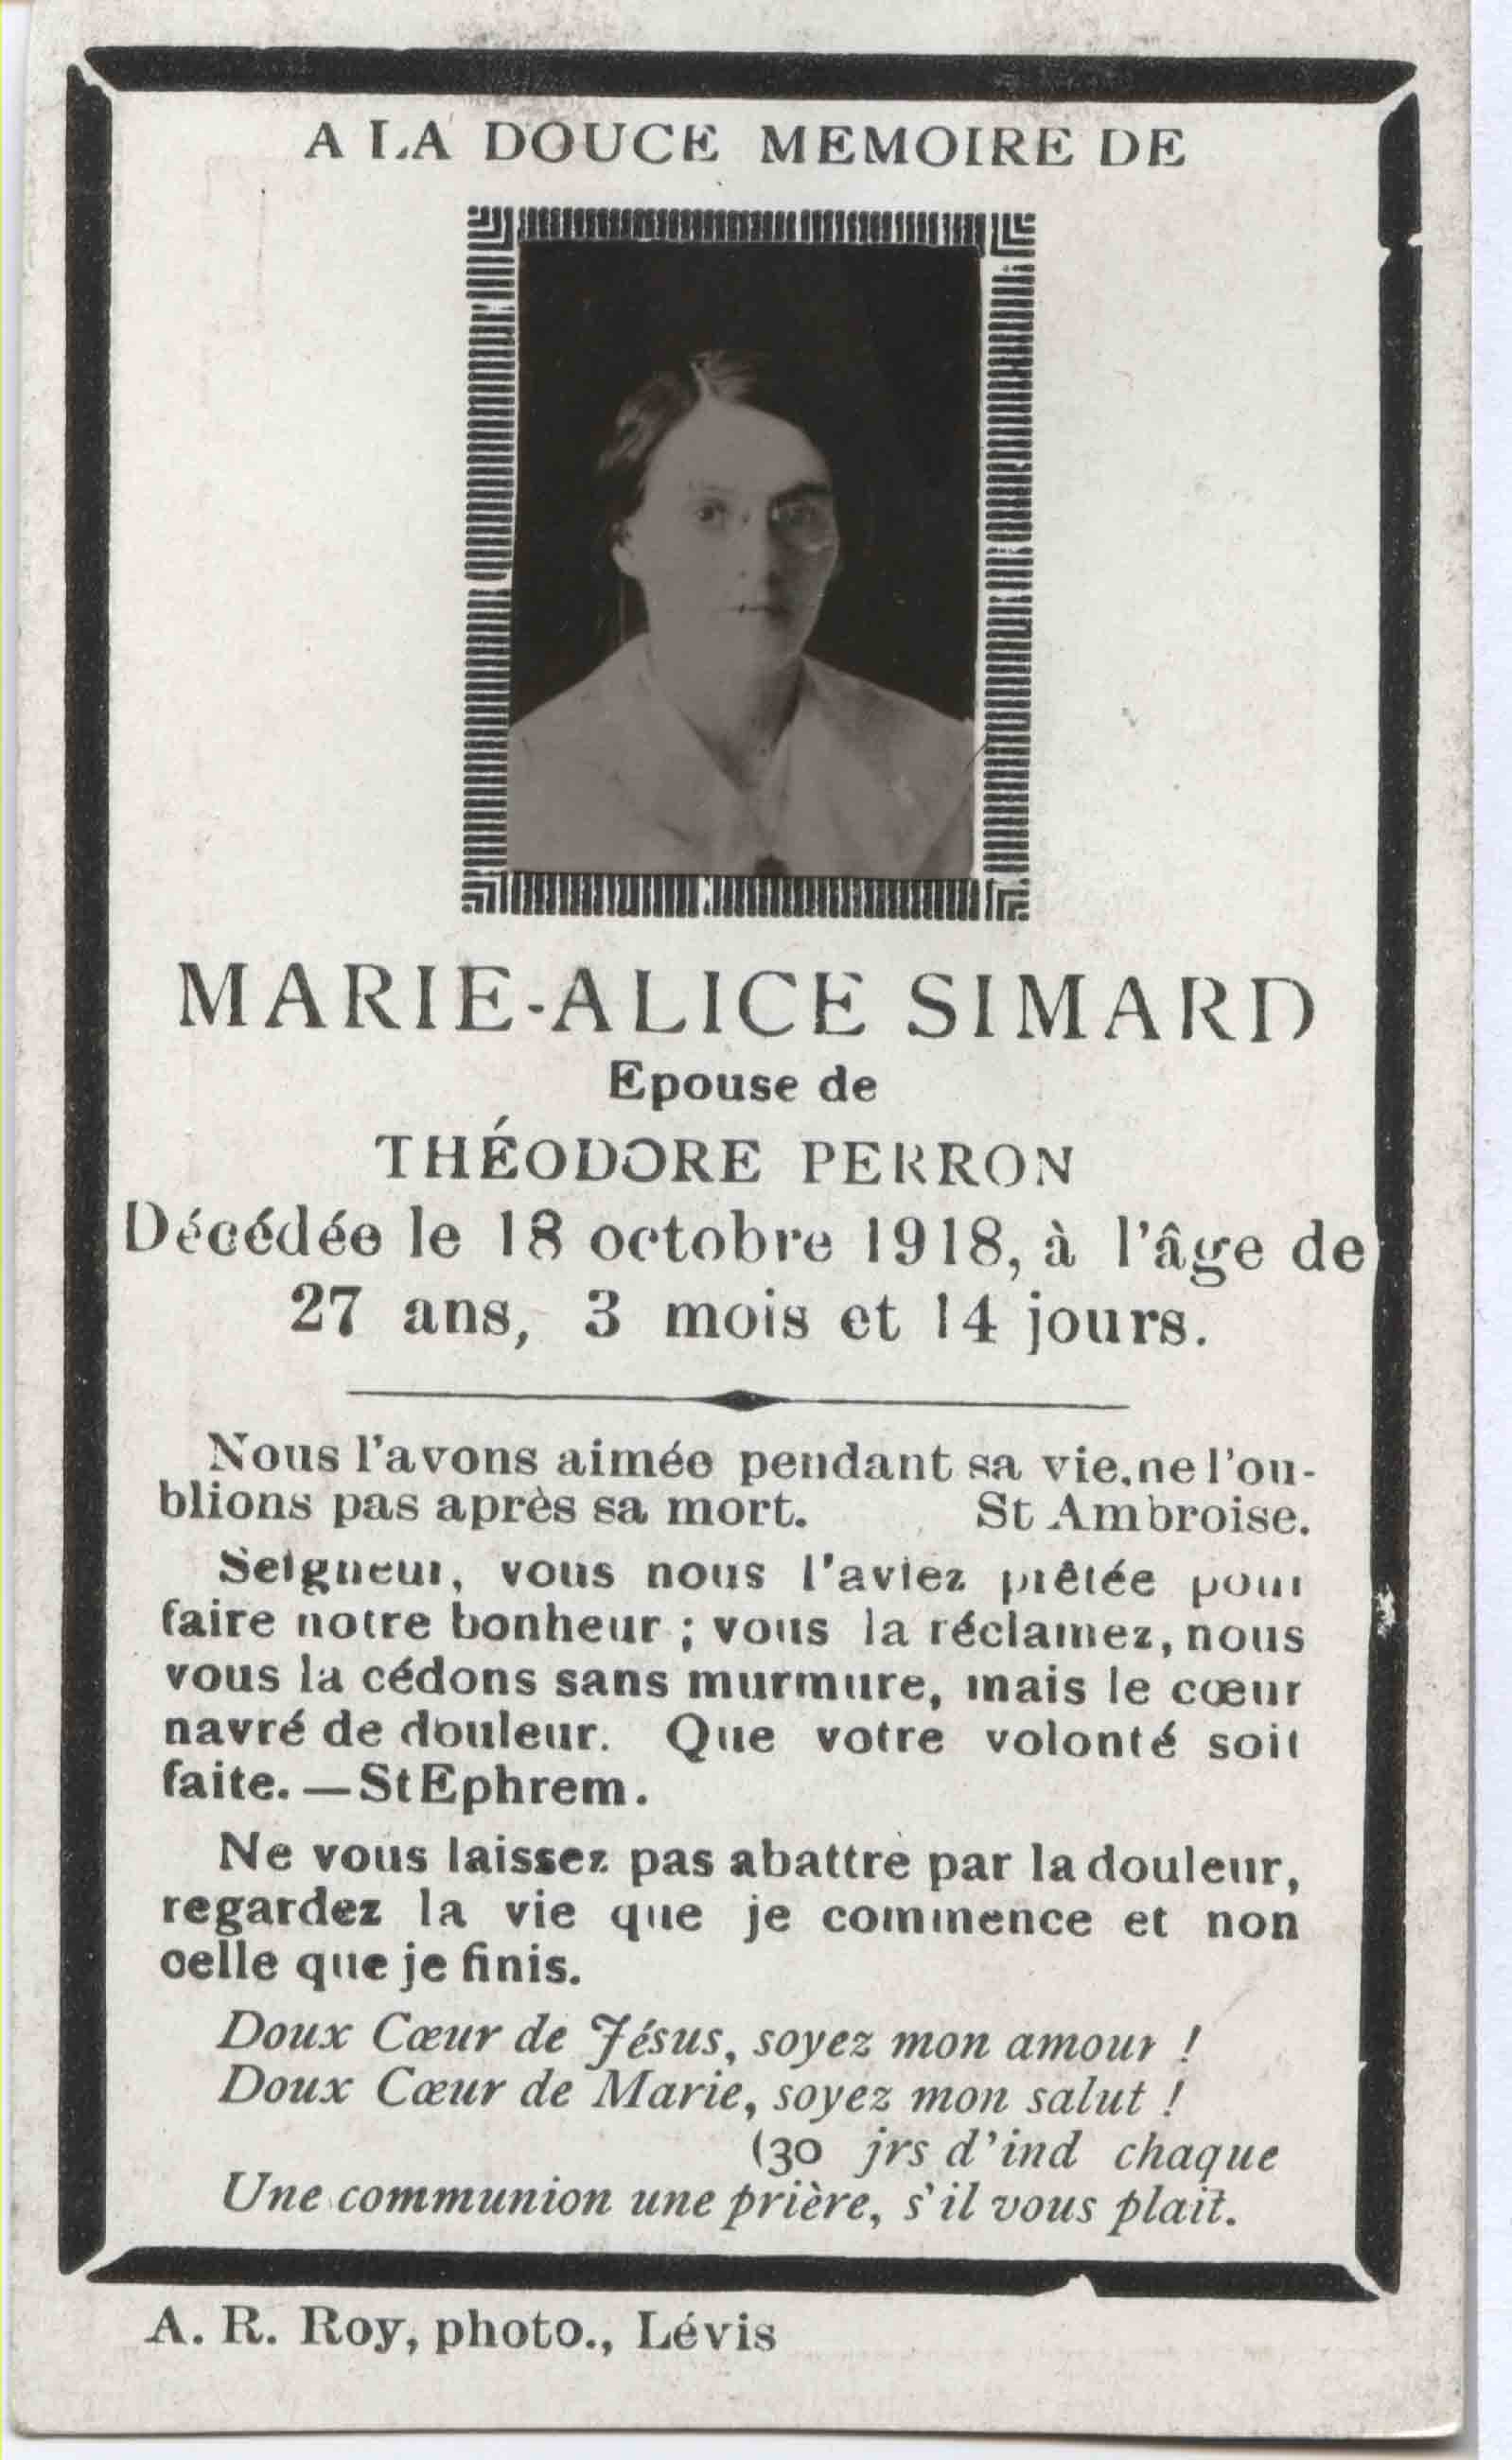 A LA DOUCE MEMOIRE DE
MARIE-ALICE SIMARD
Epouse de
THÉODORE PERRON
Décédée le 18 octobre 1918, à l'âge de
27 ans, 3 mois et 14 jours.
Nous l'avons aimée pendant sa vie, ne l'ou-
blions pas après sa mort. St Ambroise.
Seigneur, vous nous l'aviez prêtée pour
faire notre bonheur ; vous la réclamez, nous
vous la cédons sans murmure, mais le cœur
navré de douleur. Que votre volonté soit
faite. — St Ephrem.
Ne vous laissez pas abattre par la douleur,
regardez la vie que je commence et non
celle que je finis.
Doux Cœur de Jésus, soyez mon amour !
Doux Cœur de Marie, soyez mon salut !
(30 jrs d'ind chaque
Une communion une prière, s'il vous plait.
A. R. Roy, photo., Lévis